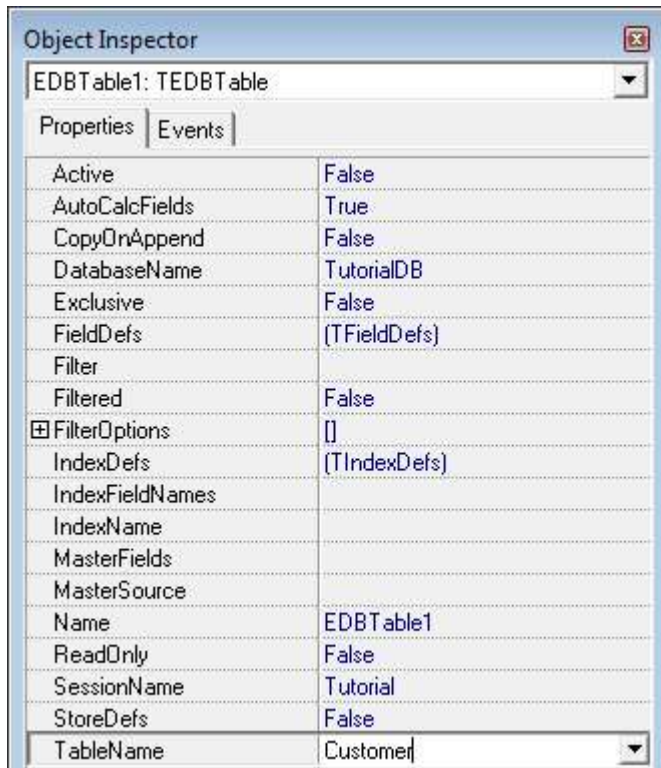 Object Inspector
EDBTable1: TEDBTable
Properties Events
Active False
AutoCalcFields True
CopyOnAppend False
DatabaseName TutorialDB
Exclusive False
FieldDefs (TFieldDefs)
Filter
Filtered False
FilterOptions []
IndexDefs (TIndexDefs)
IndexFieldNames
IndexName
MasterFields
MasterSource
Name EDBTable1
ReadOnly False
SessionName Tutorial
StoreDefs False
TableName Customer